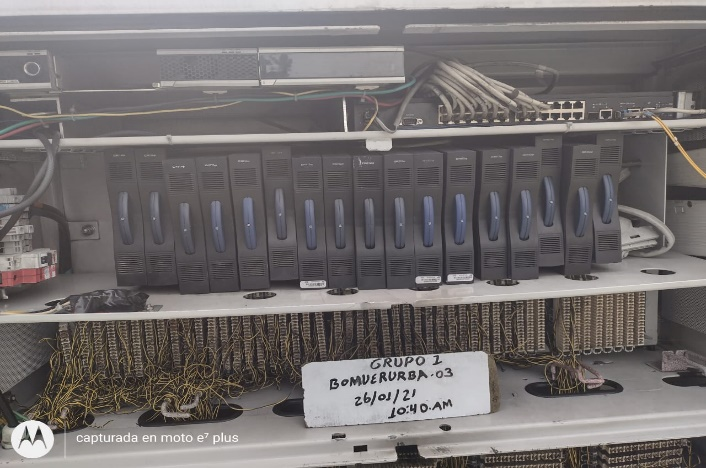 GRUPO 1
BOMUERURBA-03
26/01/21
10:40.AM
capturada en moto e⁷ plus